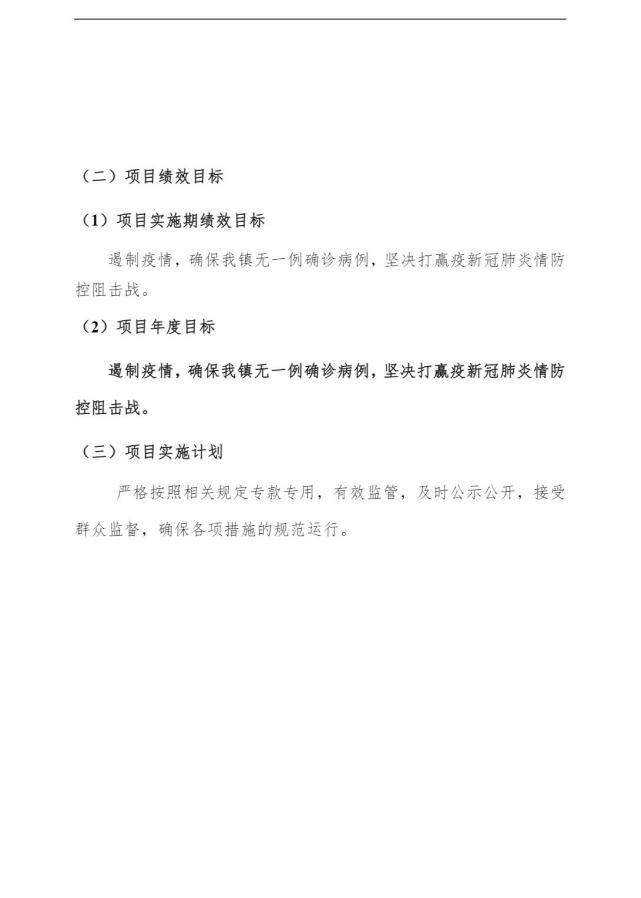 （二）项目绩效目标
（1）项目实施期绩效目标
遏制疫情，确保我镇无一例确诊病例，坚决打赢疫新冠肺炎情防
控阻击战。
（2）项目年度目标
遏制疫情，确保我镇无一例确诊病例，坚决打赢疫新冠肺炎情防
控阻击战。
（三）项目实施计划
严格按照相关规定专款专用，有效监管，及时公示公开，接受
群众监督，确保各项措施的规范运行。